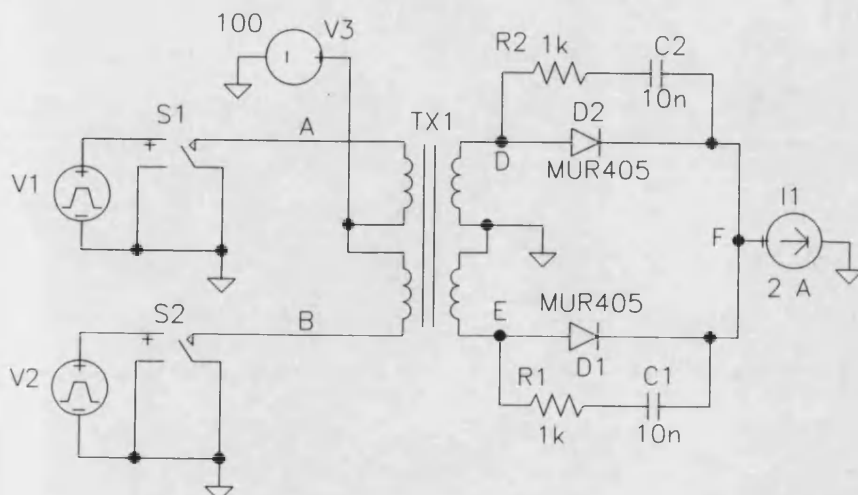 100
V3
R2
1k
C2
10n
S1
A
TX1
D2
D
MUR405
V1
I1
F
2 A
S2
B
E
MUR405
D1
V2
R1
1k
C1
10n